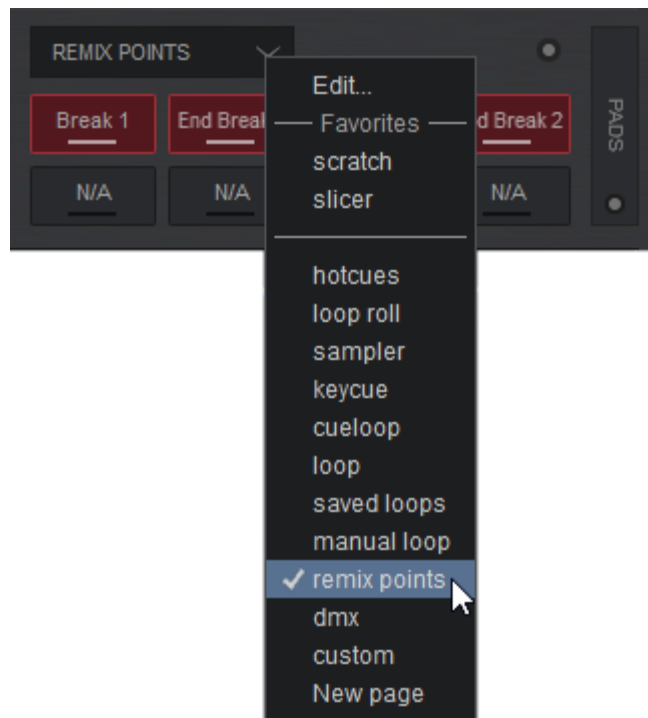 REMIX POINTS
Break 1
End Brea
d Break 2
PADS
N/A
N/A
N/A
Edit...
Favorites
scratch
slicer
hotcues
loop roll
sampler
keycue
cueloop
loop
saved loops
manual loop
remix points
dmx
custom
New page